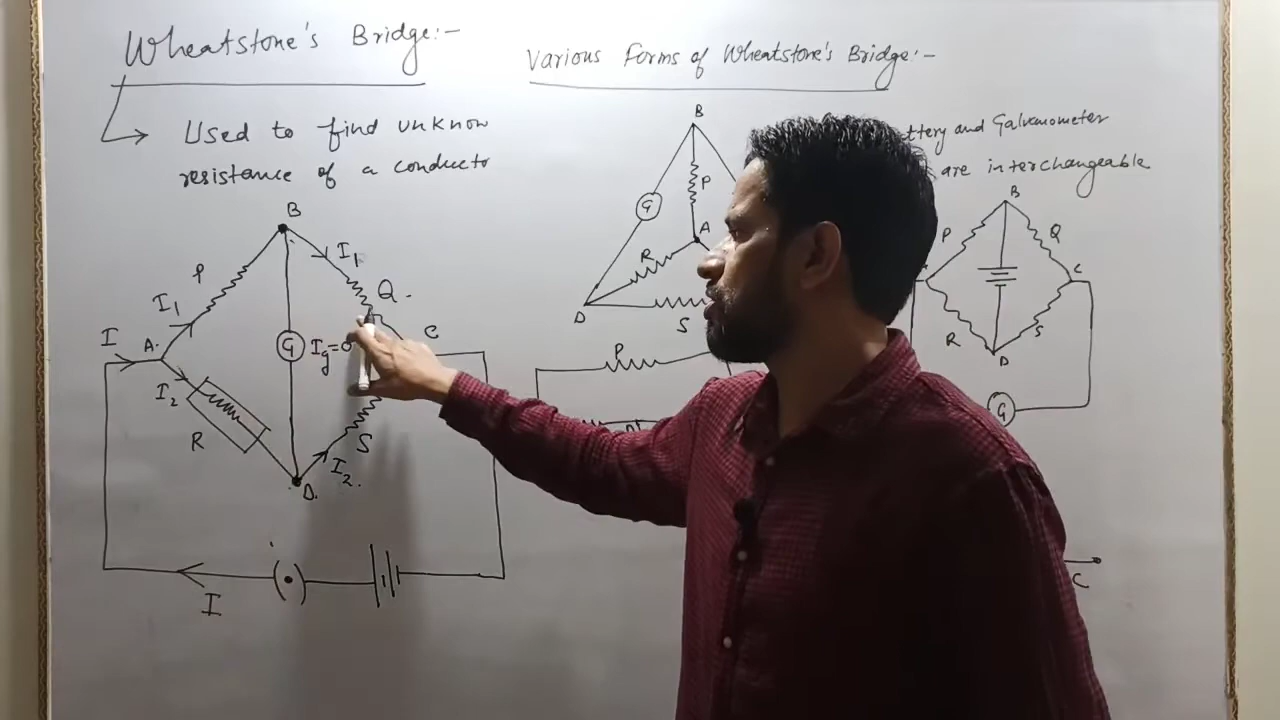 Wheatstone's Bridge:-
Used to find unknow
resistance of a conducto
B
P
I₁
I₁
Q.
I
A.
G
Ig=0
C
I₂
R
S
I₂.
D.
I
Various Forms of Wheatstone's Bridge:-
B
P
G
A
R
D
S
P
ttery and Galvanometer
are interchangeable
B
P
Q
C
R
S
D
G
C